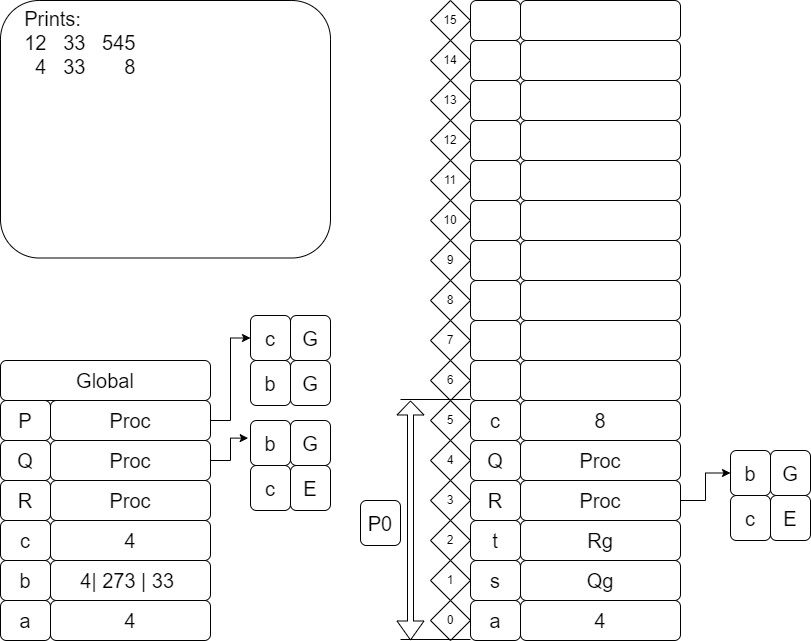 Prints:
12 33 545
4 33 8
15
14
13
12
11
10
9
8
7
6
5 c 8
4 Q Proc
3 R Proc
2 t Rg
1 s Qg
0 a 4
P0
b G
c E
c G
b G
b G
c E
Global
P Proc
Q Proc
R Proc
c 4
b 4| 273 | 33
a 4